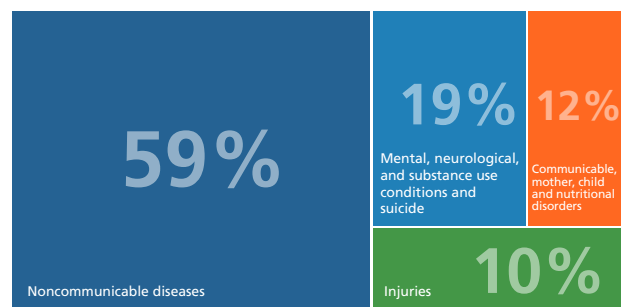 59%
Noncommunicable diseases
19%
Mental, neurological,
and substance use
conditions and
suicide
12%
Communicable,
mother, child
and nutritional
disorders
Injuries
10%